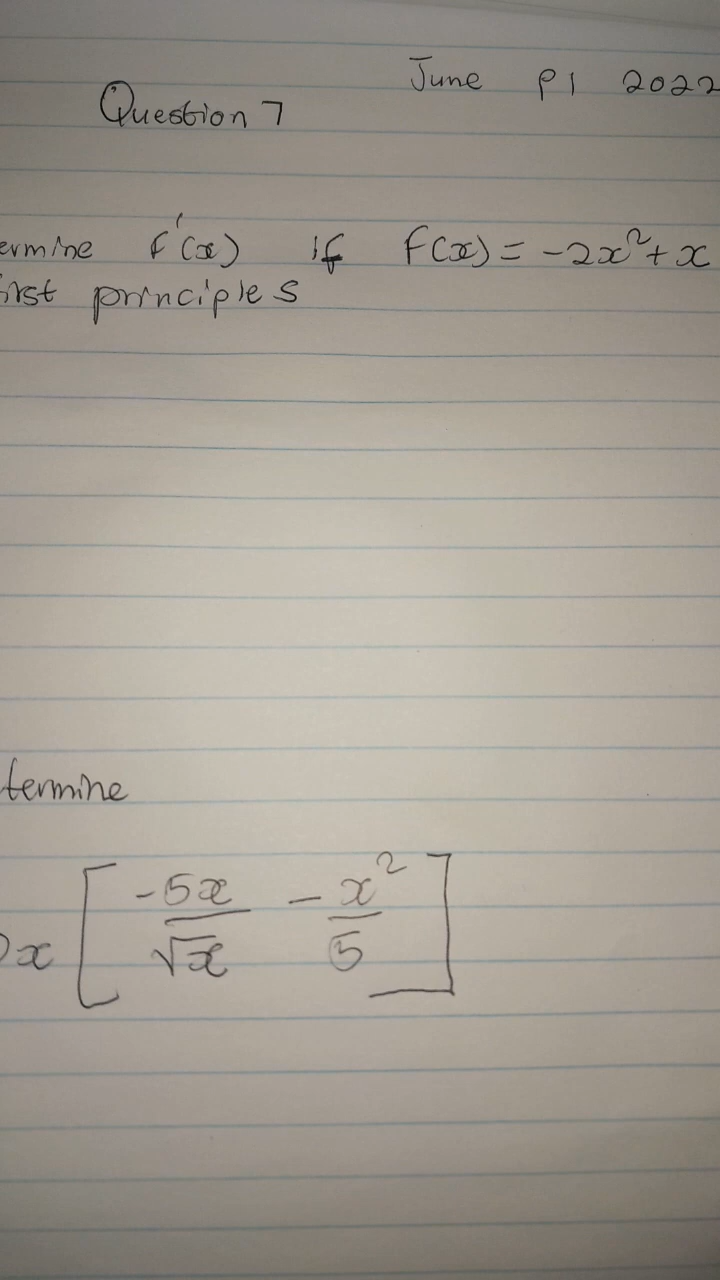 June P1 2022
Question 7
ermine f'(x) if f(x) = -2x² + x
irst principles
termine
Dx [ -5x/√x - x²/5 ]